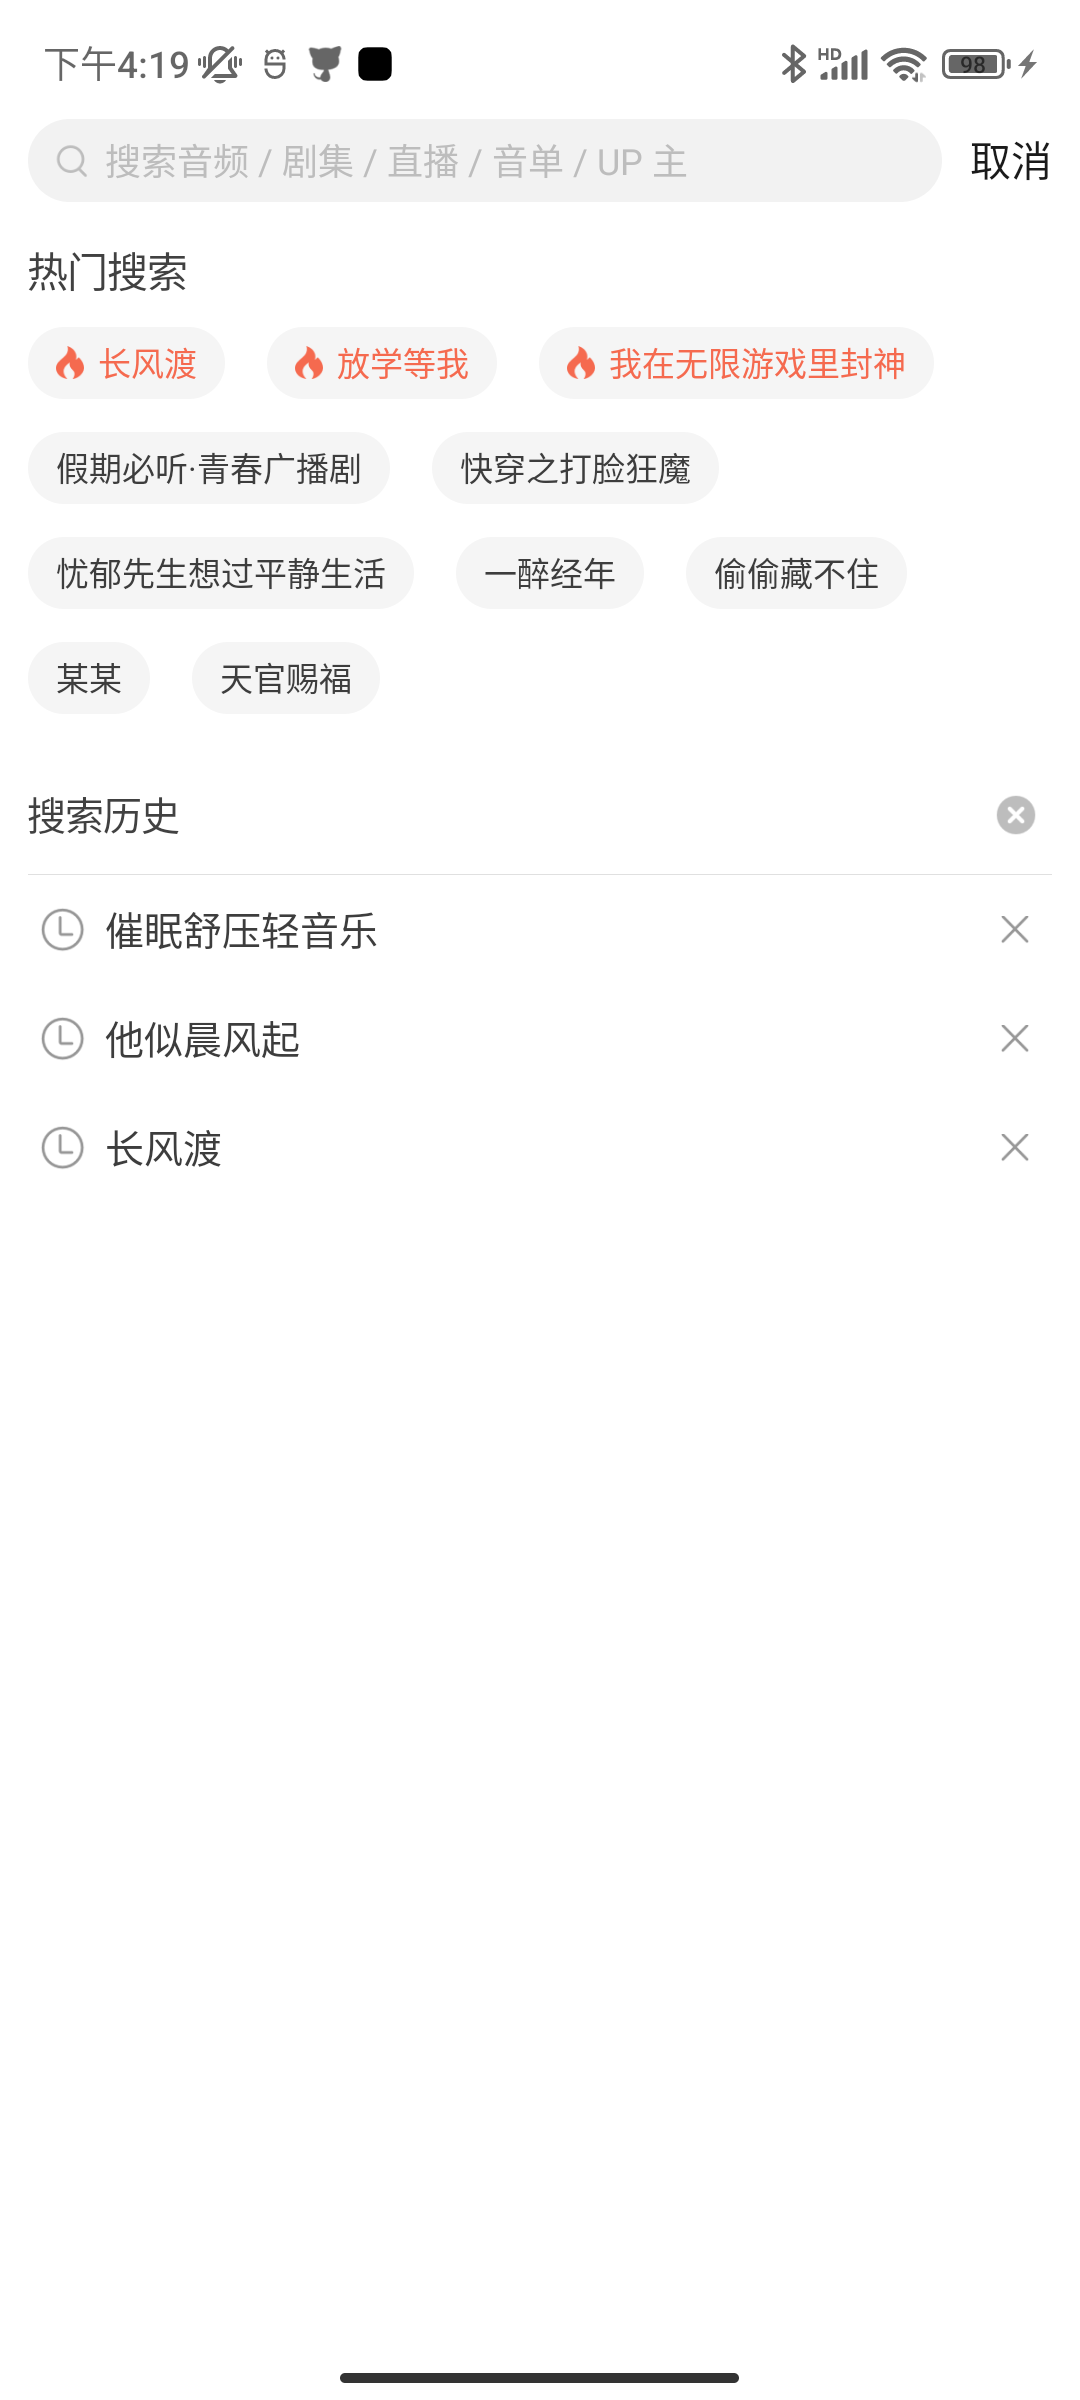 下午4:19 HD 98
搜索音频 / 剧集 / 直播 / 音单 / UP 主 取消
热门搜索
长风渡 放学等我 我在无限游戏里封神
假期必听·青春广播剧 快穿之打脸狂魔
忧郁先生想过平静生活 一醉经年 偷偷藏不住
某某 天官赐福
搜索历史
催眠舒压轻音乐
他似晨风起
长风渡